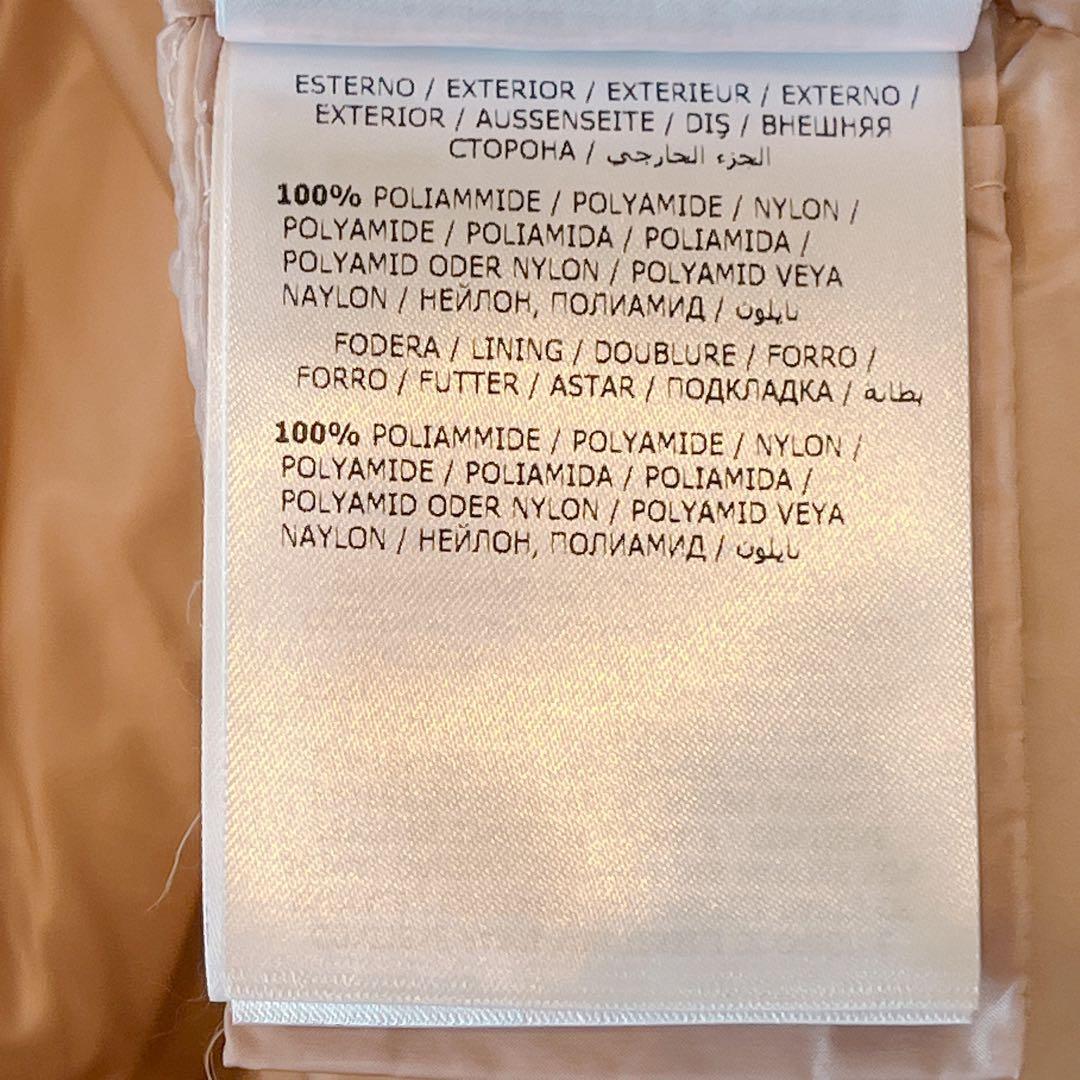 ESTERNO / EXTERIOR / EXTERIEUR / EXTERNO /
EXTERIOR / AUSSENSEITE / DIŞ / ВНЕШНЯЯ
СТОРОНА / الجزء الخارجي
100% POLIAMMIDE / POLYAMIDE / NYLON /
POLYAMIDE / POLIAMIDA / POLIAMIDA /
POLYAMID ODER NYLON / POLYAMID VEYA
NAYLON / НЕЙЛОН, ПОЛИАМИД / نايلون
FODERA / LINING / DOUBLURE / FORRO /
FORRO / FUTTER / ASTAR / ПОДКЛАДКА / بطانة
100% POLIAMMIDE / POLYAMIDE / NYLON /
POLYAMIDE / POLIAMIDA / POLIAMIDA /
POLYAMID ODER NYLON / POLYAMID VEYA
NAYLON / НЕЙЛОН, ПОЛИАМИД / نايلون